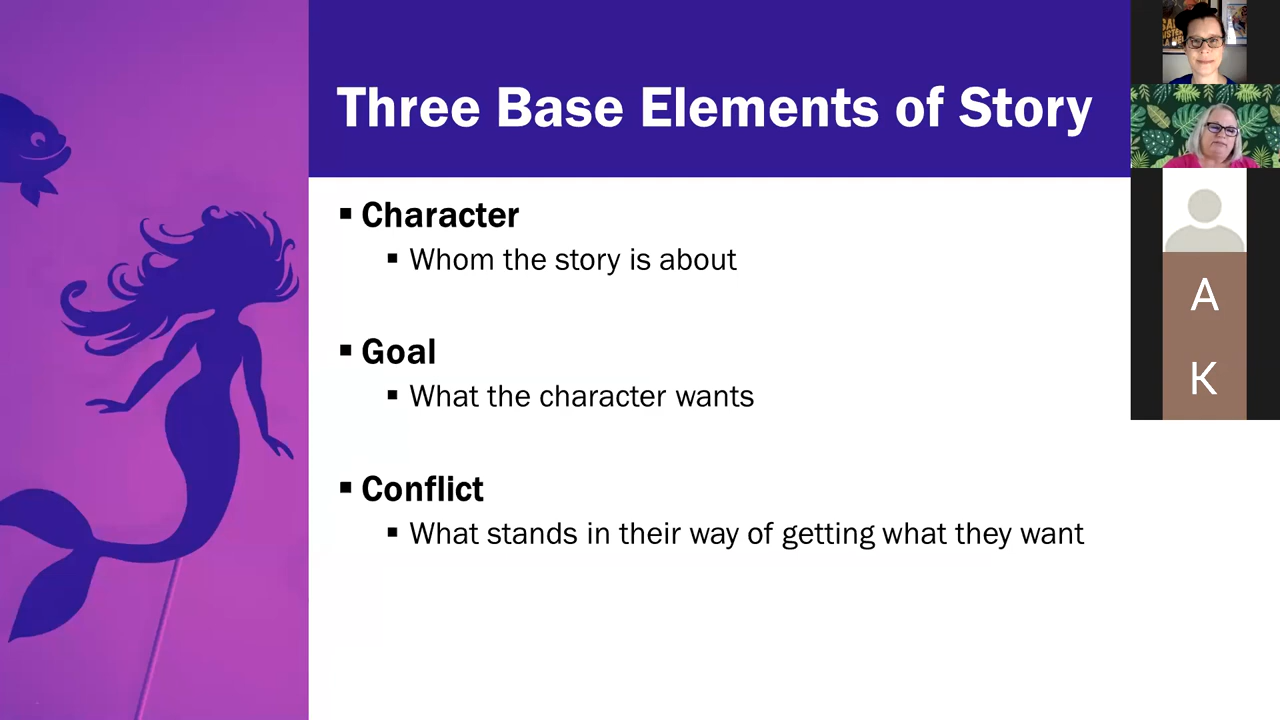 Three Base Elements of Story
Character
Whom the story is about
Goal
What the character wants
Conflict
What stands in their way of getting what they want
A
K